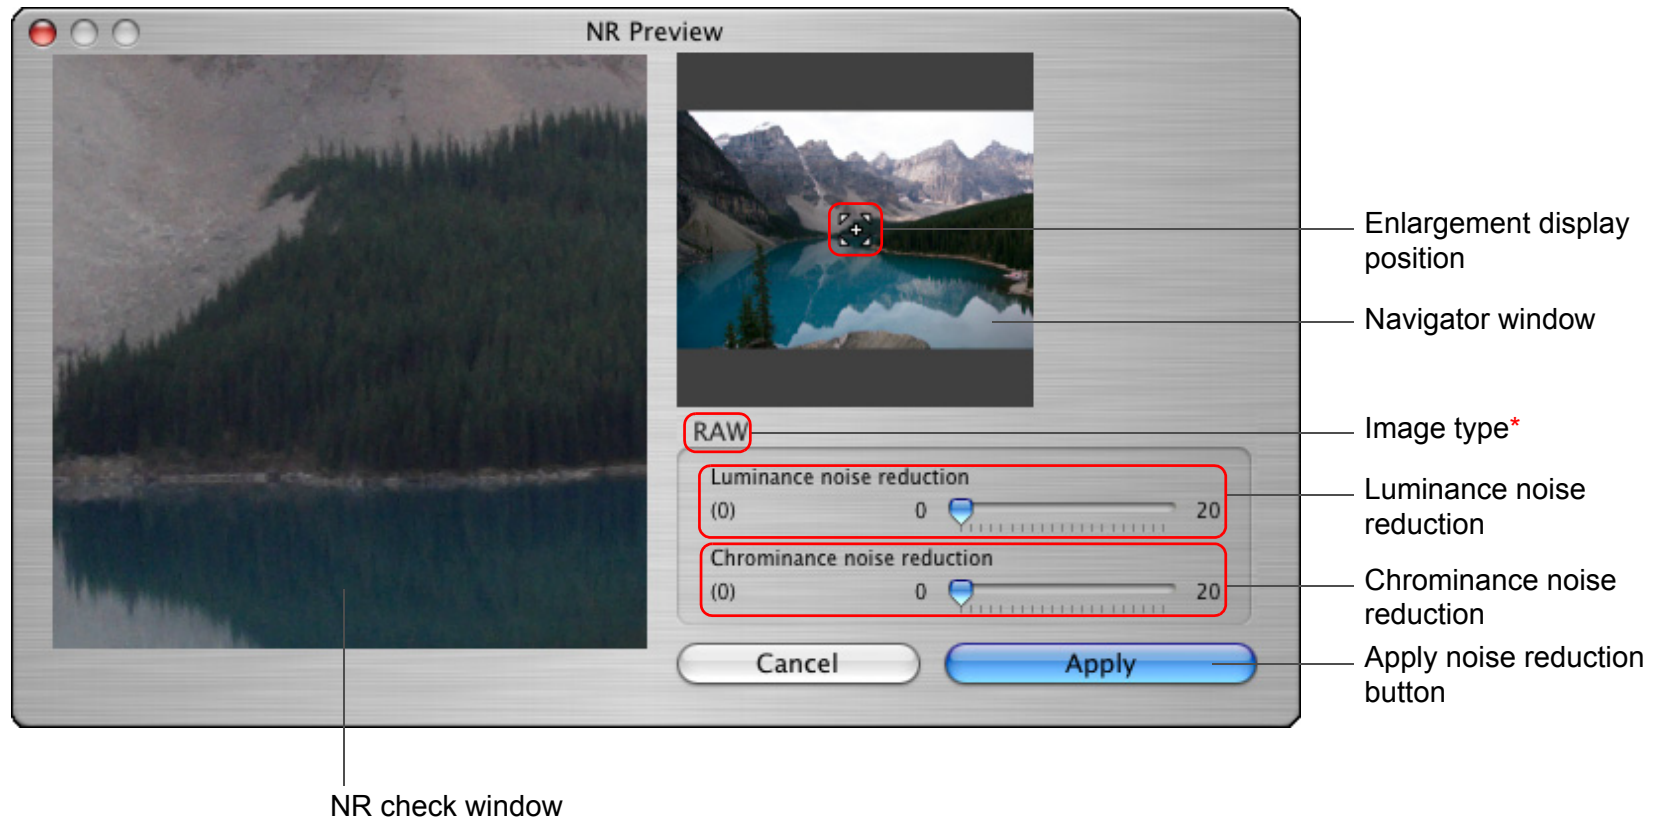 NR Preview
Enlargement display
position
Navigator window
RAW
Image type*
Luminance noise reduction
(0) 0 20
Luminance noise
reduction
Chrominance noise reduction
(0) 0 20
Chrominance noise
reduction
Cancel Apply
Apply noise reduction
button
NR check window